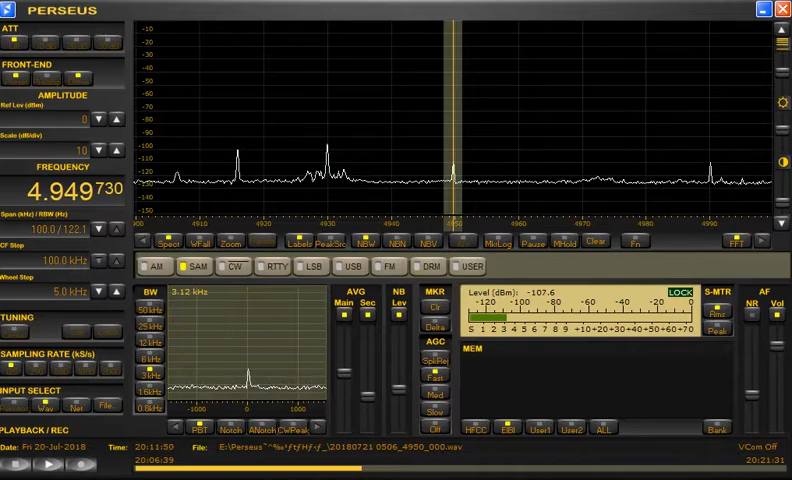 PERSEUS
ATT
FRONT-END
AMPLITUDE
Ref Lev (dBm)
0
Scale (dB/div)
10
FREQUENCY
4.949730
Span (kHz) / RBW (Hz)
100.0 / 122.1
CF Step
100.0 kHz
Wheel Step
5.0 kHz
TUNING
SAMPLING RATE (kS/s)
INPUT SELECT
Wav Net File..
PLAYBACK / REC
-10
-20
-30
-40
-50
-60
-70
-80
-90
-100
-110
-120
-130
-140
-150
4910 4920 4930 4940 4950 4960 4970 4980 4990
Spect WFall Zoom Labels PeakSrc NBW NBN NBV MkrLog Pause MHold Clear Fn FFT
AM SAM CW RTTY LSB USB FM DRM USER
BW
50 kHz
25 kHz
12 kHz
6 kHz
3 kHz
1.6 kHz
0.8 kHz
3.12 kHz
-1000 0 1000
PBT Notch ANotch CWPeak
AVG
Main Sec
NB
Lev
MKR
Clr
Delta
AGC
SpkRej
Fast
Med
Slow
Off
Level (dBm) -107.6 LOCK
-120 -100 -80 -60 -40 -20 0
S 1 2 3 4 5 6 7 8 9 +10 +20 +30 +40 +50 +60 +70
S-MTR
Rms
Peak
AF
NR Vol
MEM
HFCC EIBI User1 User2 ALL Bank
Date: Fri 20-Jul-2018 Time: 20:11:50 File: VCom Off
20:06:39 20:21:31